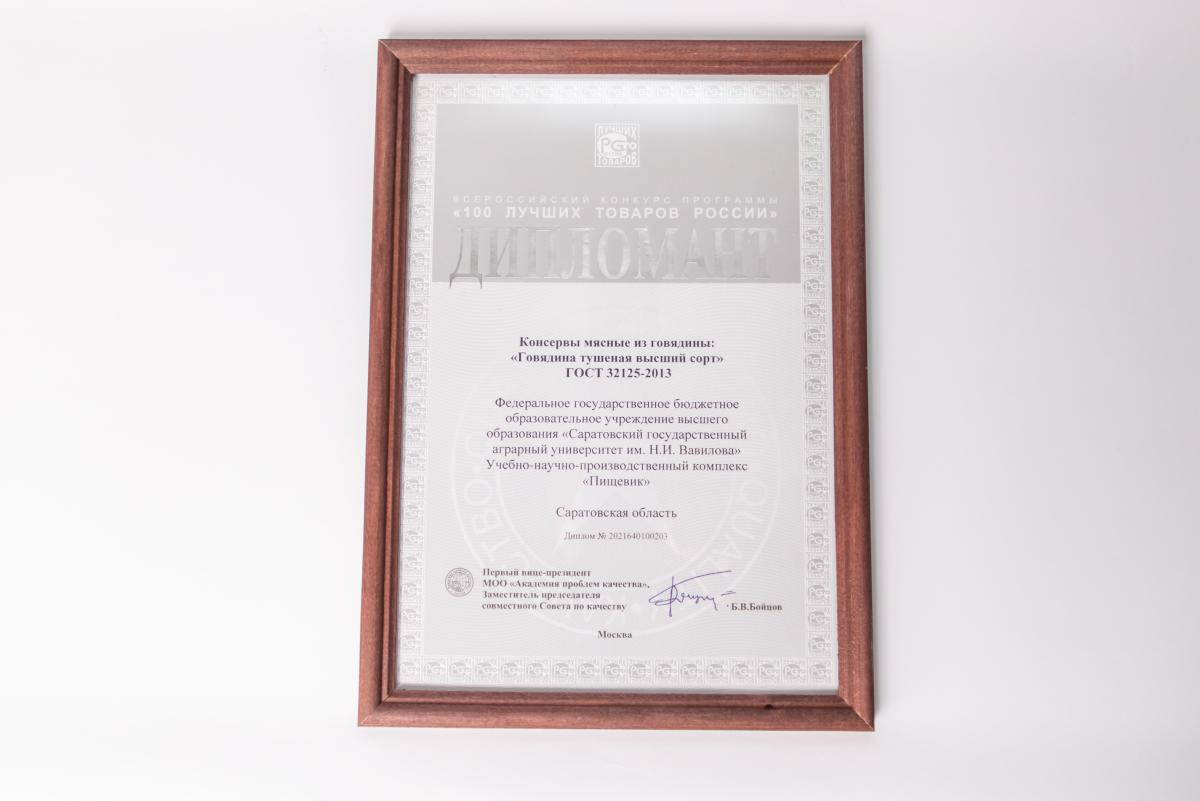 ЛУЧШИХ
PG
ТОВАРОВ
ВСЕРОССИЙСКИЙ КОНКУРС ПРОГРАММЫ
«100 ЛУЧШИХ ТОВАРОВ РОССИИ»
ДИПЛОМАНТ
Консервы мясные из говядины:
«Говядина тушеная высший сорт»
ГОСТ 32125-2013
Федеральное государственное бюджетное
образовательное учреждение высшего
образования «Саратовский государственный
аграрный университет им. Н.И. Вавилова»
Учебно-научно-производственный комплекс
«Пищевик»
Саратовская область
Диплом № 2021640100203
Первый вице-президент
МОО «Академия проблем качества»,
Заместитель председателя
совместного Совета по качеству
Б.В.Бойцов
Москва